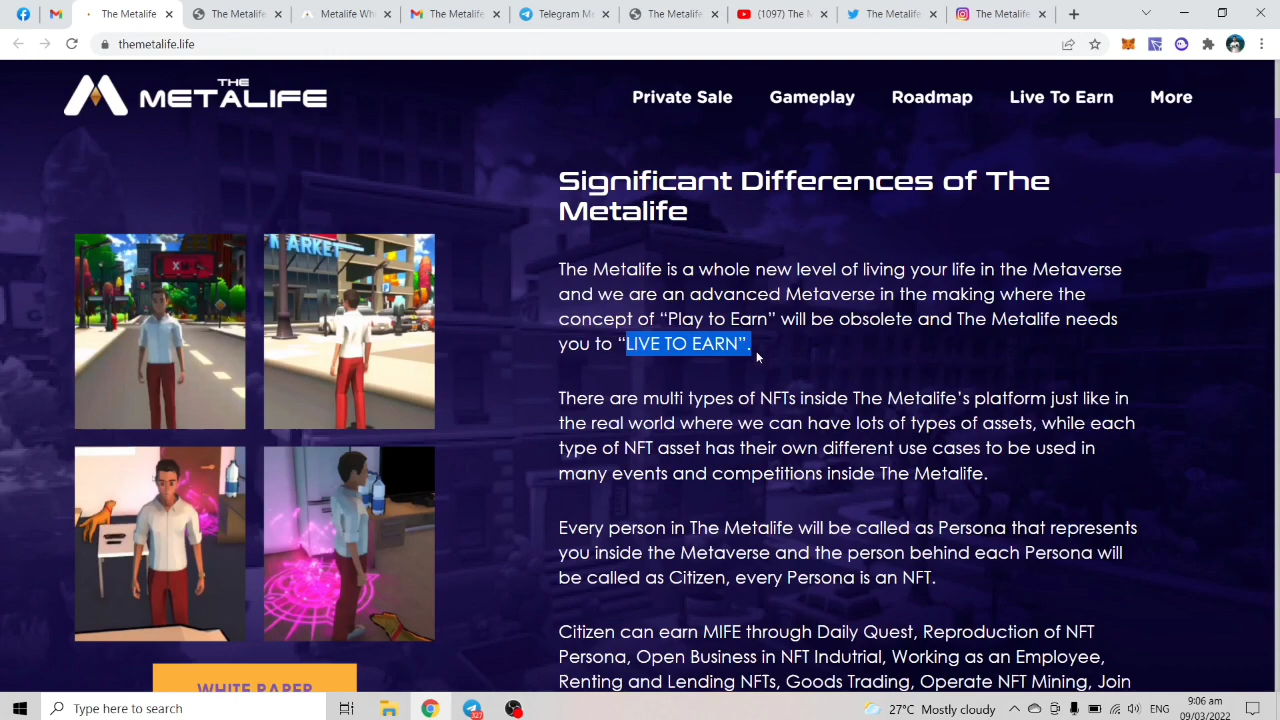 The Metalife
The Metalife
Metalife Wh
The Metalife
Telegram M
The Metalife
(1097) The M
The Metalife
The Metalife
themetalife.life
THE
METALIFE
Private Sale
Gameplay
Roadmap
Live To Earn
More
Significant Differences of The
Metalife
The Metalife is a whole new level of living your life in the Metaverse
and we are an advanced Metaverse in the making where the
concept of “Play to Earn” will be obsolete and The Metalife needs
you to “LIVE TO EARN”.
There are multi types of NFTs inside The Metalife’s platform just like in
the real world where we can have lots of types of assets, while each
type of NFT asset has their own different use cases to be used in
many events and competitions inside The Metalife.
Every person in The Metalife will be called as Persona that represents
you inside the Metaverse and the person behind each Persona will
be called as Citizen, every Persona is an NFT.
Citizen can earn MIFE through Daily Quest, Reproduction of NFT
Persona, Open Business in NFT Indutrial, Working as an Employee,
Renting and Lending NFTs, Goods Trading, Operate NFT Mining, Join
MARKET
WHITE PAPER
Type here to search
327
27°C Mostly cloudy
ENG
9:06 am
09/03/2022